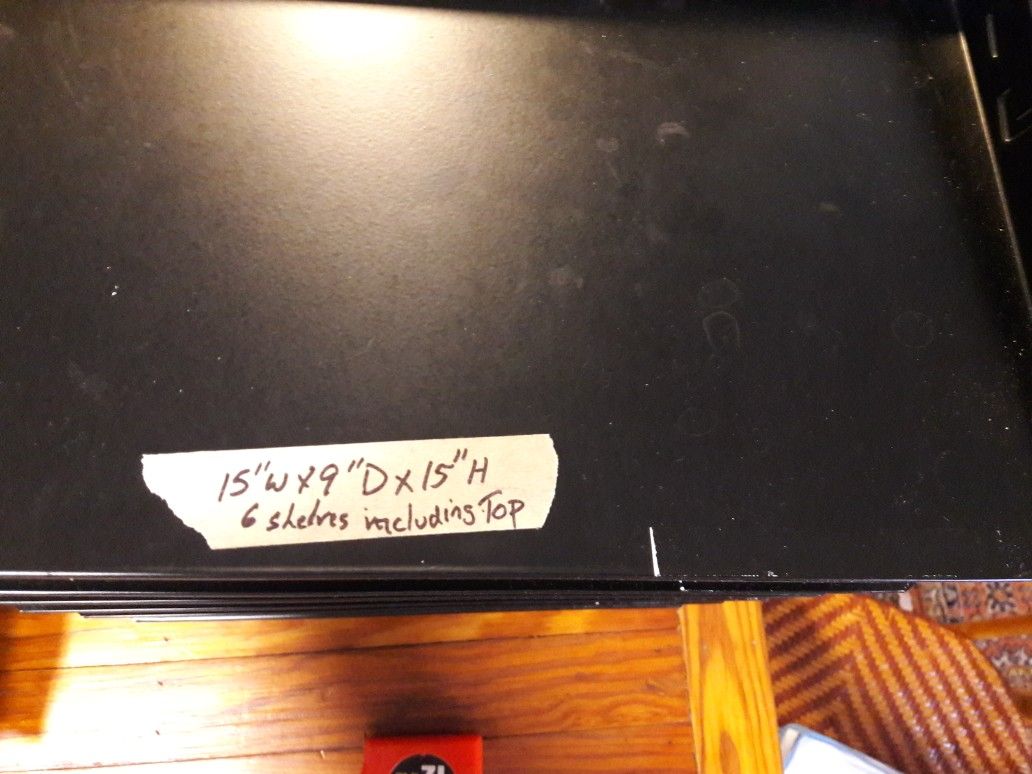 15"W x 9"D x 15"H
6 shelves including Top